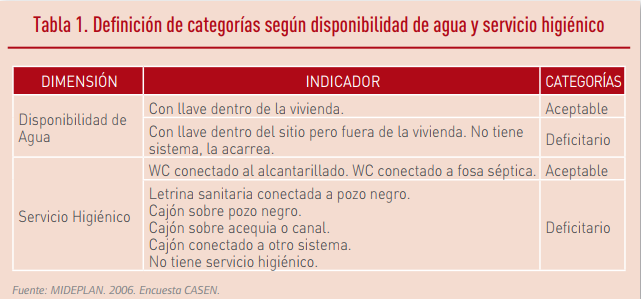 Tabla 1. Definición de categorías según disponibilidad de agua y servicio higiénico
DIMENSIÓN INDICADOR CATEGORÍAS
Disponibilidad de Agua
Con llave dentro de la vivienda. Aceptable
Con llave dentro del sitio pero fuera de la vivienda. No tiene
sistema, la acarrea. Deficitario
Servicio Higiénico
WC conectado al alcantarillado. WC conectado a fosa séptica. Aceptable
Letrina sanitaria conectada a pozo negro.
Cajón sobre pozo negro.
Cajón sobre acequia o canal.
Cajón conectado a otro sistema.
No tiene servicio higiénico.
Deficitario
Fuente: MIDEPLAN. 2006. Encuesta CASEN.